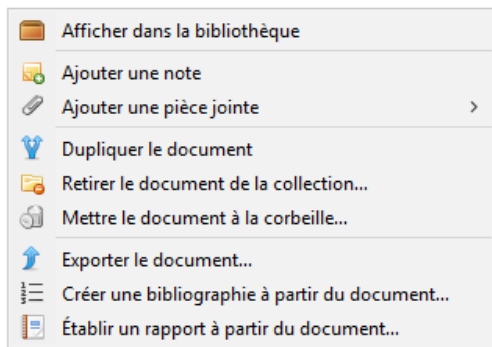 Afficher dans la bibliothèque
Ajouter une note
Ajouter une pièce jointe
Dupliquer le document
Retirer le document de la collection...
Mettre le document à la corbeille...
Exporter le document...
Créer une bibliographie à partir du document...
Établir un rapport à partir du document...